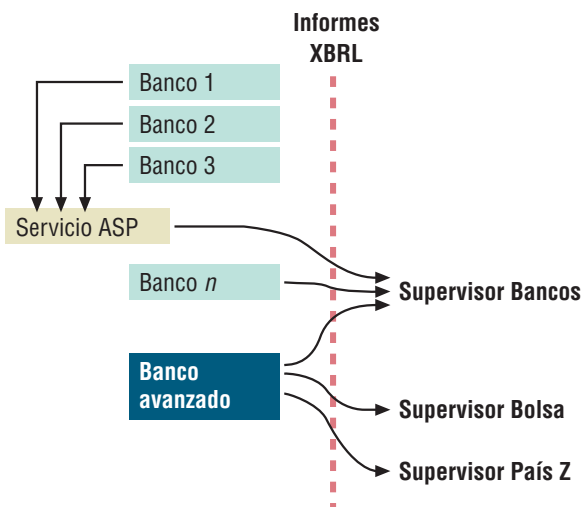 Informes
XBRL
Banco 1
Banco 2
Banco 3
Servicio ASP
Banco n
Supervisor Bancos
Banco
avanzado
Supervisor Bolsa
Supervisor País Z